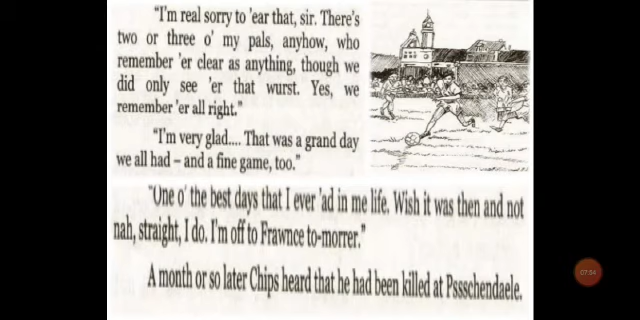 "I'm real sorry to 'ear that, sir. There's
two or three o' my pals, anyhow, who
remember 'er clear as anything, though we
did only see 'er that wurst. Yes, we
remember 'er all right."
"I'm very glad.... That was a grand day
we all had – and a fine game, too."
"One o' the best days that I ever 'ad in me life. Wish it was then and not
nah, straight, I do. I'm off to Frawnce to-morrer."
A month or so later Chips heard that he had been killed at Pssschendaele.
07:54